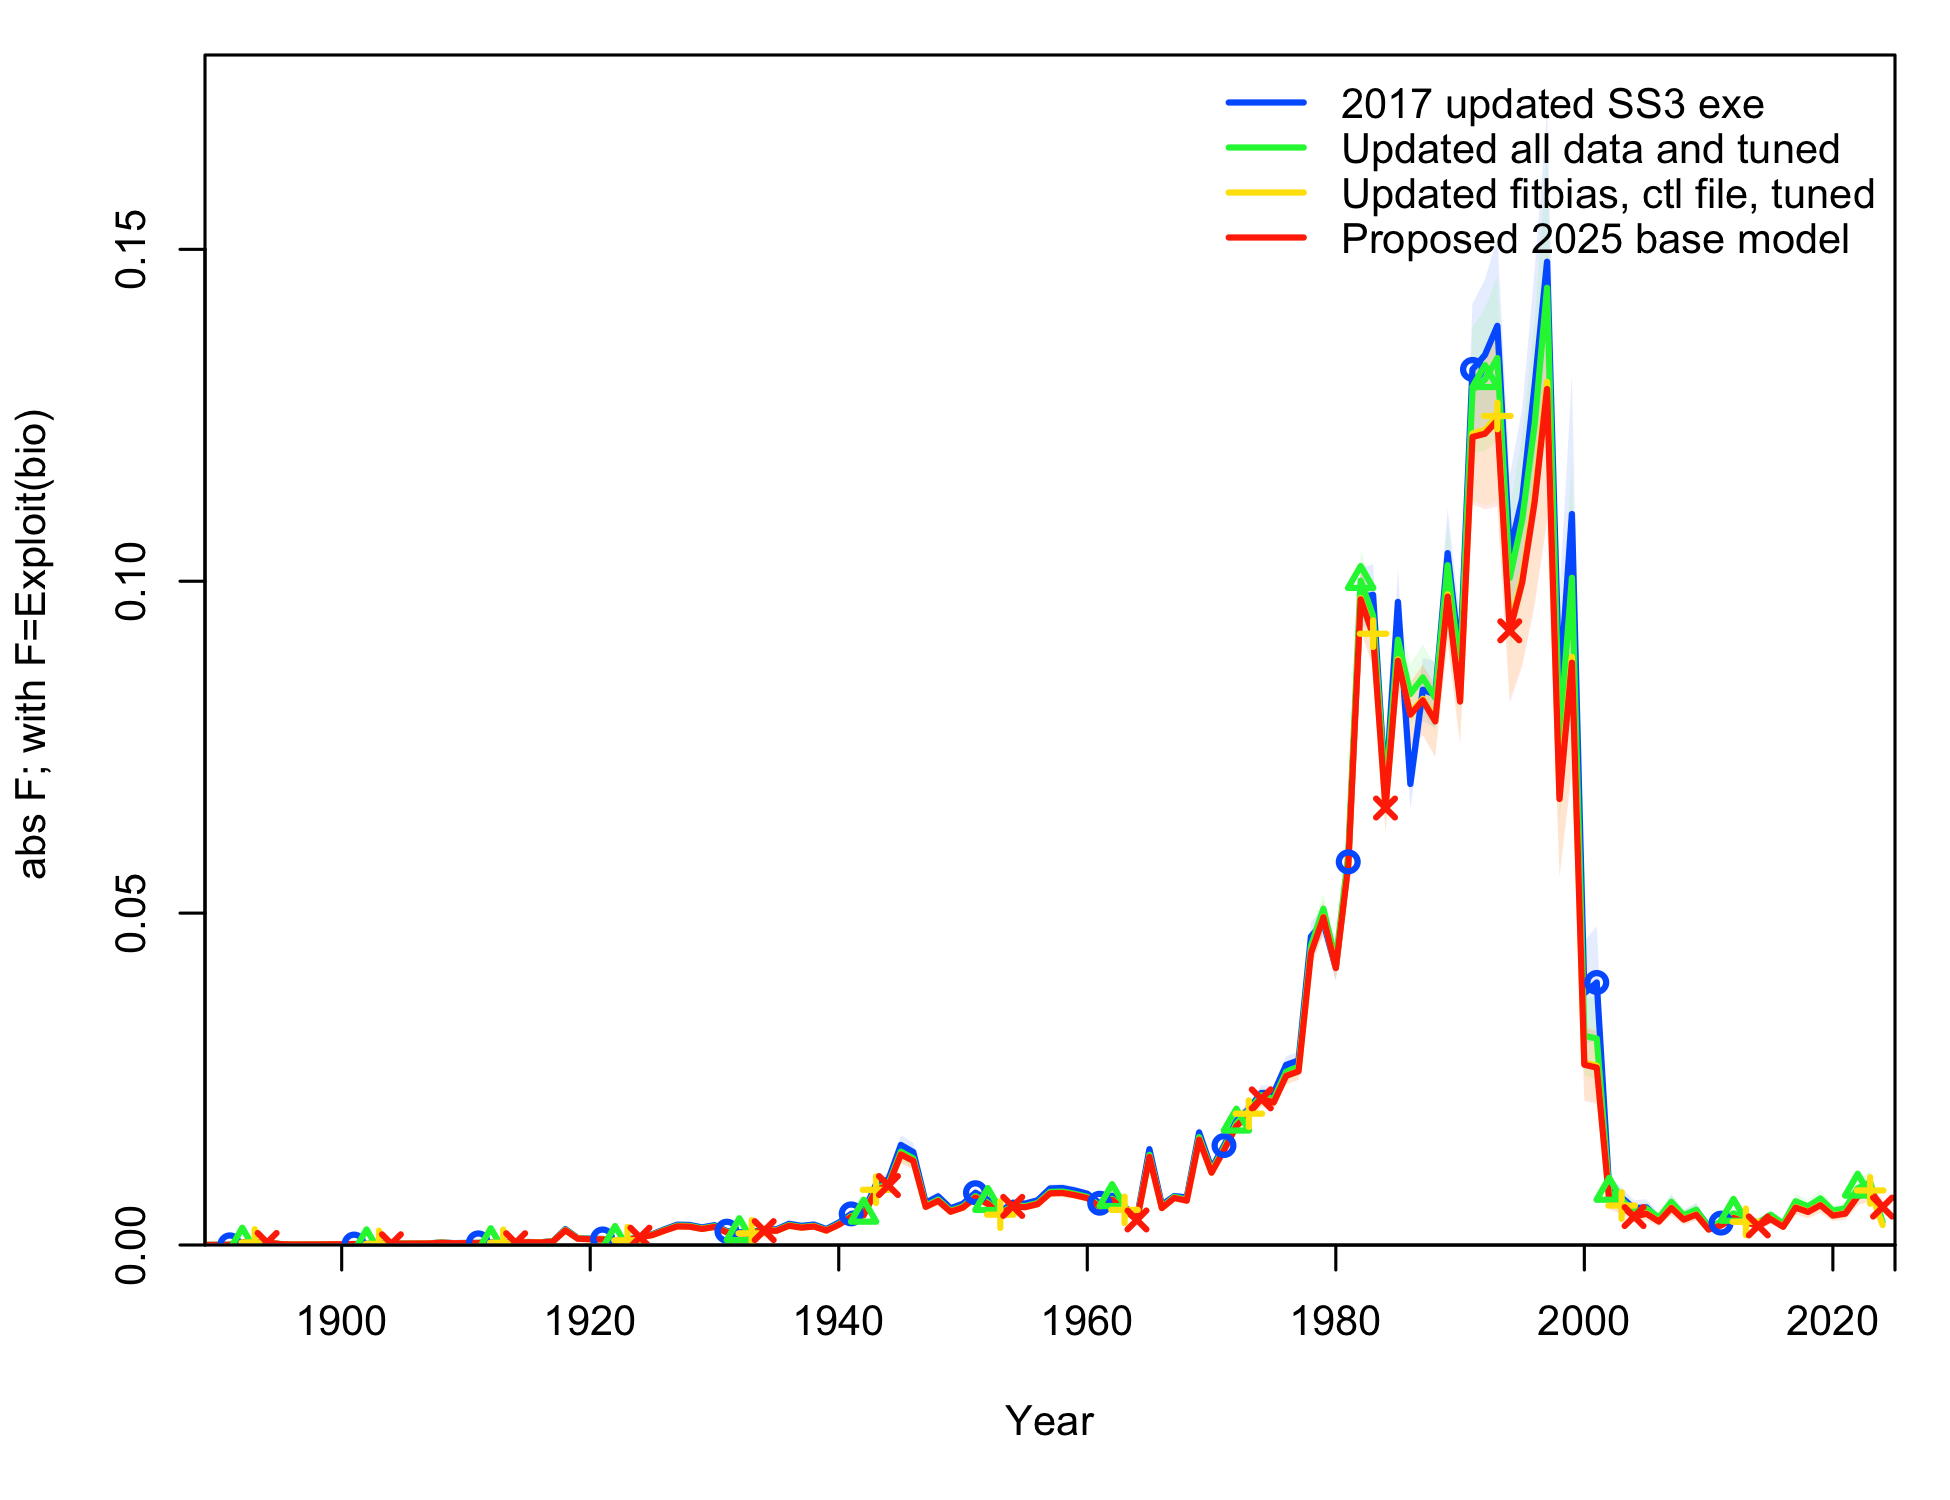 2017 updated SS3 exe
Updated all data and tuned
Updated fitbias, ctl file, tuned
Proposed 2025 base model
abs F; with F=Exploit(bio)
0.15
0.10
0.05
0.00
1900 1920 1940 1960 1980 2000 2020
Year